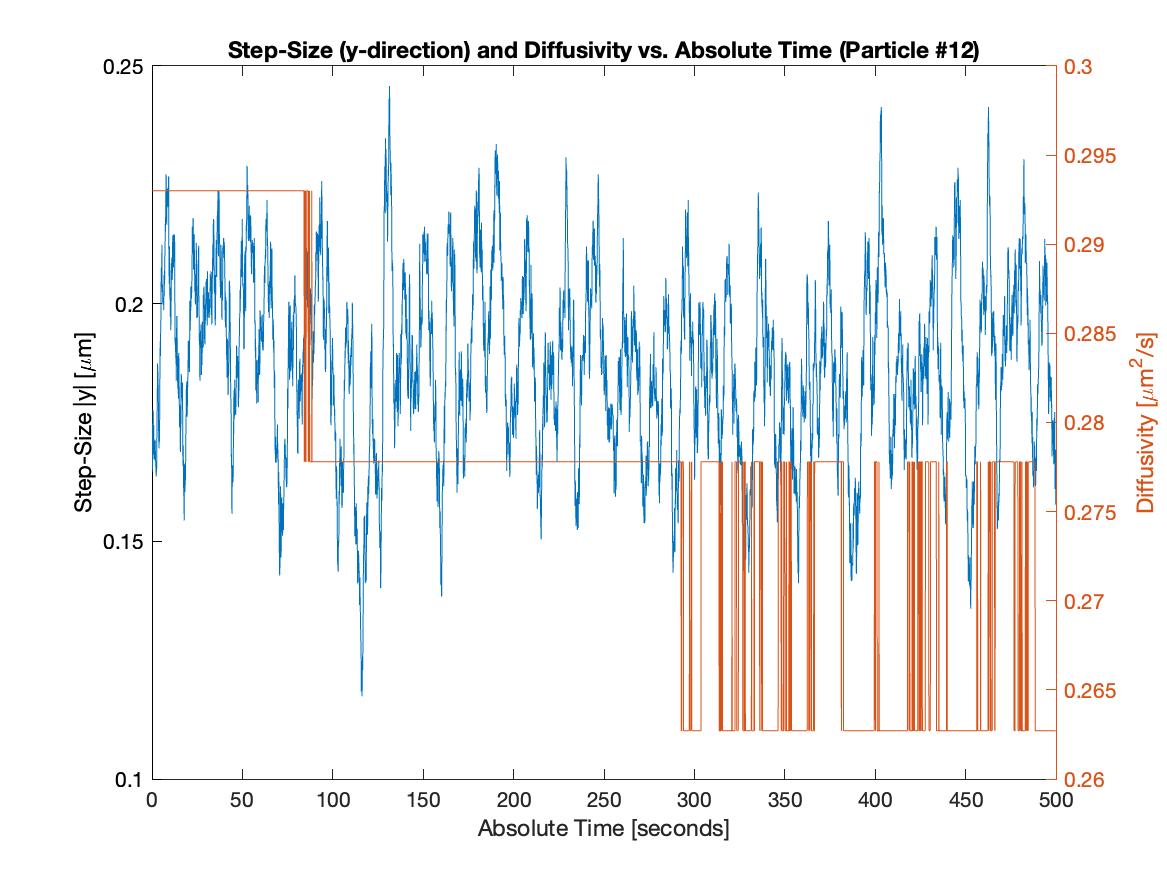 Step-Size (y-direction) and Diffusivity vs. Absolute Time (Particle #12)
0.25
0.2
0.15
0.1
Step-Size |y| [μm]
0.3
0.295
0.29
0.285
0.28
0.275
0.27
0.265
0.26
Diffusivity [μm²/s]
0 50 100 150 200 250 300 350 400 450 500
Absolute Time [seconds]